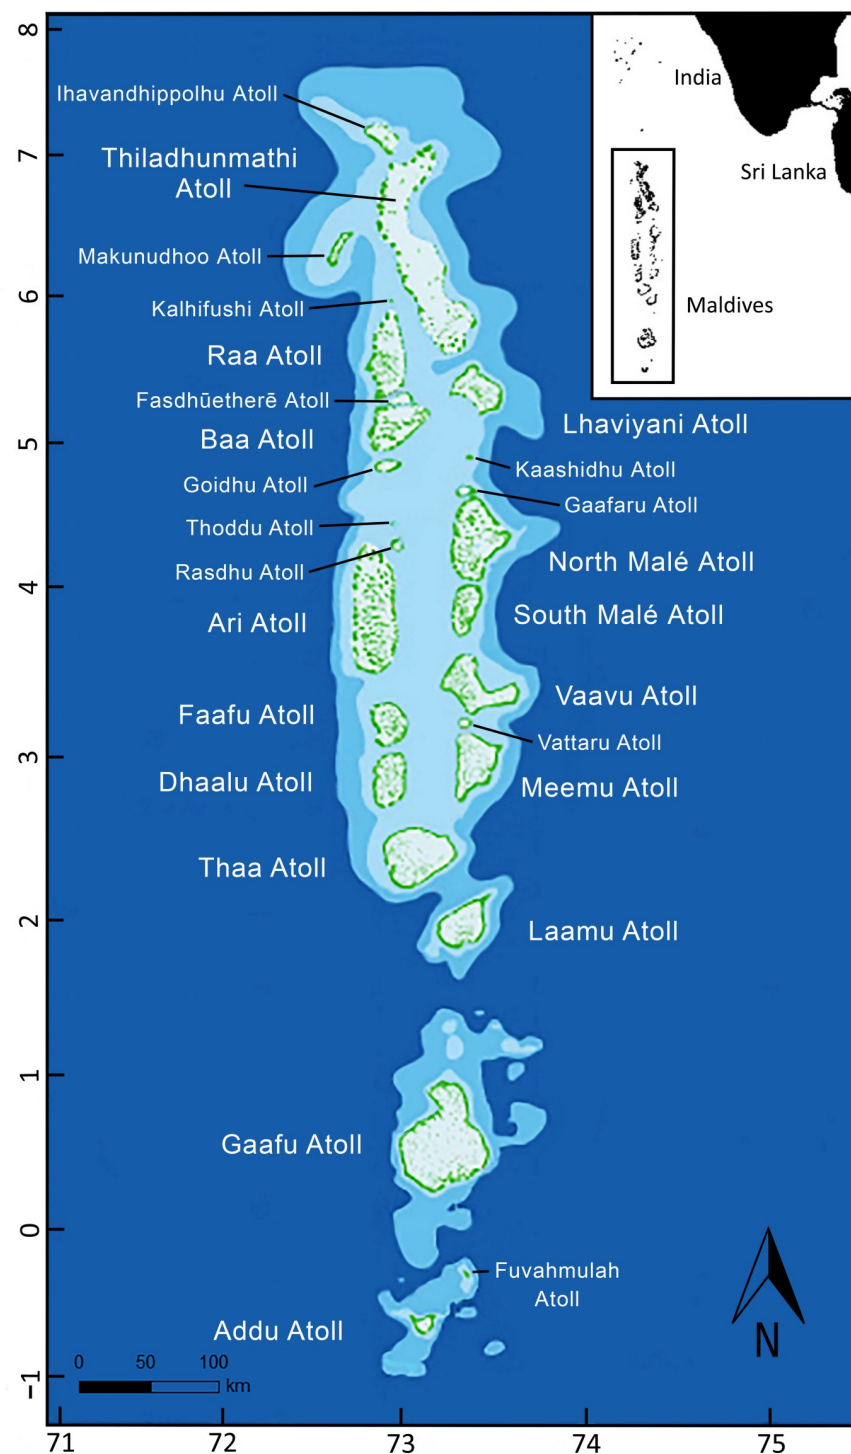 8
India
Ihavandhippolhu Atoll
7
Thiladhunmathi
Atoll
Sri Lanka
Makunudhoo Atoll
6
Kalhifushi Atoll
Maldives
Raa Atoll
Fasdhūetherē Atoll
Lhaviyani Atoll
5
Baa Atoll
Kaashidhu Atoll
Goidhu Atoll
Gaafaru Atoll
Thoddu Atoll
North Malé Atoll
Rasdhu Atoll
4
South Malé Atoll
Ari Atoll
Vaavu Atoll
Faafu Atoll
Vattaru Atoll
3
Dhaalu Atoll
Meemu Atoll
Thaa Atoll
2
Laamu Atoll
1
Gaafu Atoll
0
Fuvahmulah
Atoll
Addu Atoll
N
0 50 100
km
-1
71 72 73 74 75